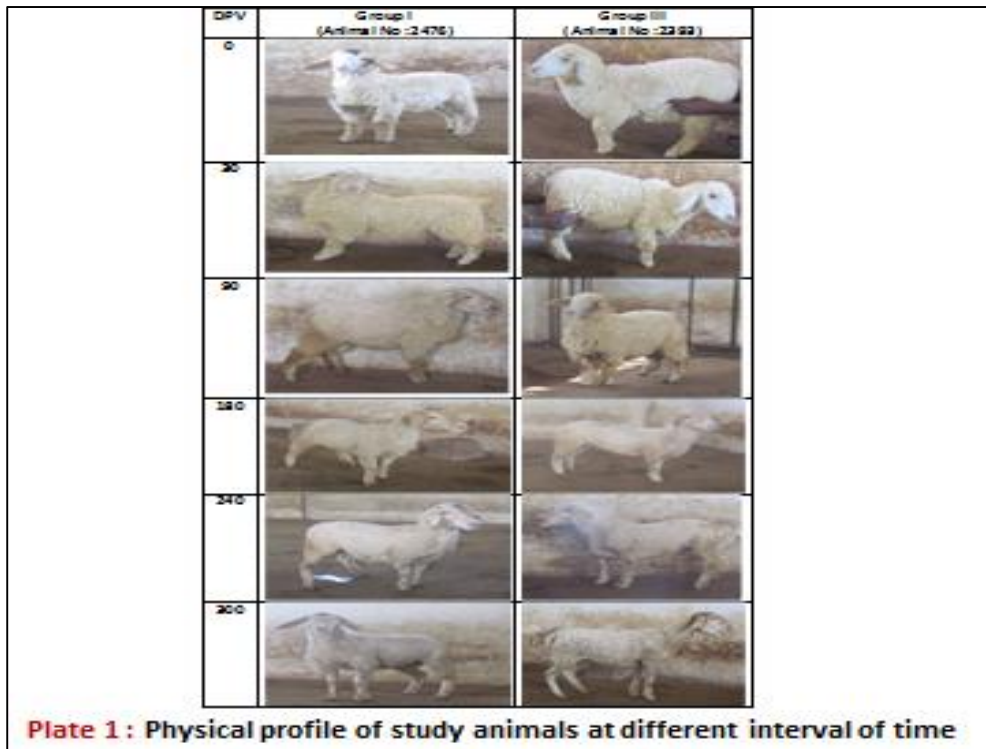 DPV Group I Group III
(Animal No :2476) (Animal No :2393)
0
30
90
180
240
300
Plate 1 : Physical profile of study animals at different interval of time